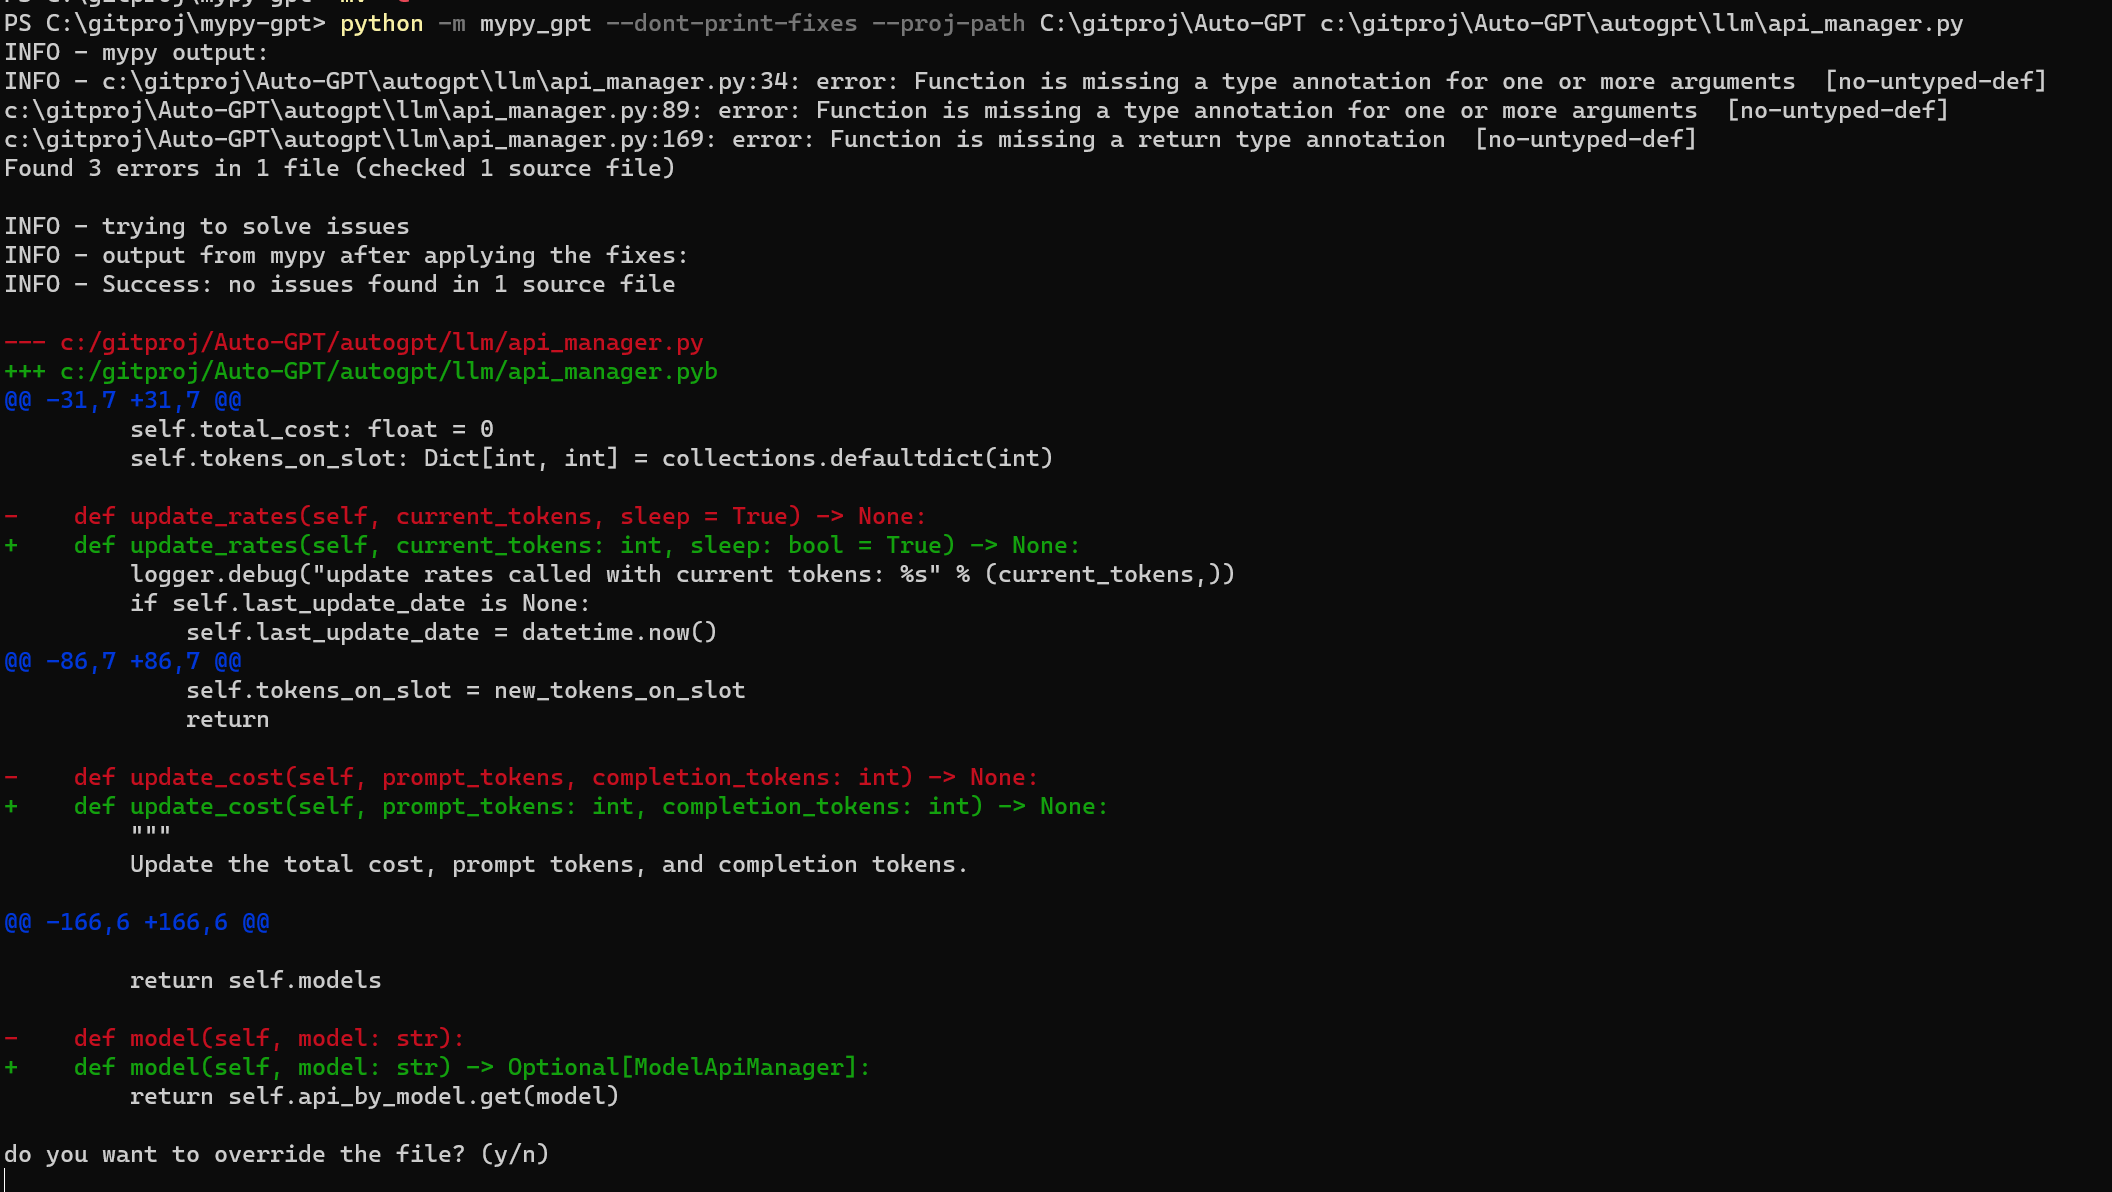 PS C:\gitproj\mypy-gpt>
PS C:\gitproj\mypy-gpt> python -m mypy_gpt --dont-print-fixes --proj-path C:\gitproj\Auto-GPT c:\gitproj\Auto-GPT\autogpt\llm\api_manager.py
INFO - mypy output:
INFO - c:\gitproj\Auto-GPT\autogpt\llm\api_manager.py:34: error: Function is missing a type annotation for one or more arguments  [no-untyped-def]
c:\gitproj\Auto-GPT\autogpt\llm\api_manager.py:89: error: Function is missing a type annotation for one or more arguments  [no-untyped-def]
c:\gitproj\Auto-GPT\autogpt\llm\api_manager.py:169: error: Function is missing a return type annotation  [no-untyped-def]
Found 3 errors in 1 file (checked 1 source file)

INFO - trying to solve issues
INFO - output from mypy after applying the fixes:
INFO - Success: no issues found in 1 source file

--- c:/gitproj/Auto-GPT/autogpt/llm/api_manager.py
+++ c:/gitproj/Auto-GPT/autogpt/llm/api_manager.pyb
@@ -31,7 +31,7 @@
         self.total_cost: float = 0
         self.tokens_on_slot: Dict[int, int] = collections.defaultdict(int)

-    def update_rates(self, current_tokens, sleep = True) -> None:
+    def update_rates(self, current_tokens: int, sleep: bool = True) -> None:
         logger.debug("update rates called with current tokens: %s" % (current_tokens,))
         if self.last_update_date is None:
             self.last_update_date = datetime.now()
@@ -86,7 +86,7 @@
             self.tokens_on_slot = new_tokens_on_slot
             return

-    def update_cost(self, prompt_tokens, completion_tokens: int) -> None:
+    def update_cost(self, prompt_tokens: int, completion_tokens: int) -> None:
         """
         Update the total cost, prompt tokens, and completion tokens.

@@ -166,6 +166,6 @@

         return self.models

-    def model(self, model: str):
+    def model(self, model: str) -> Optional[ModelApiManager]:
         return self.api_by_model.get(model)

do you want to override the file? (y/n)